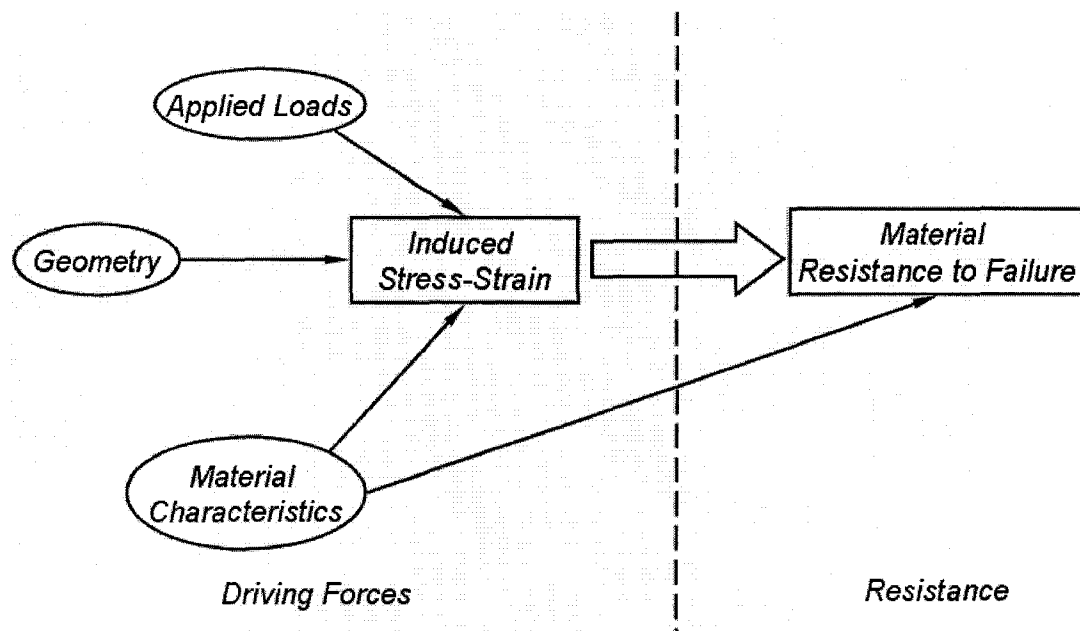 Applied Loads
Geometry
Induced
Stress-Strain
Material
Resistance to Failure
Material
Characteristics
Driving Forces
Resistance